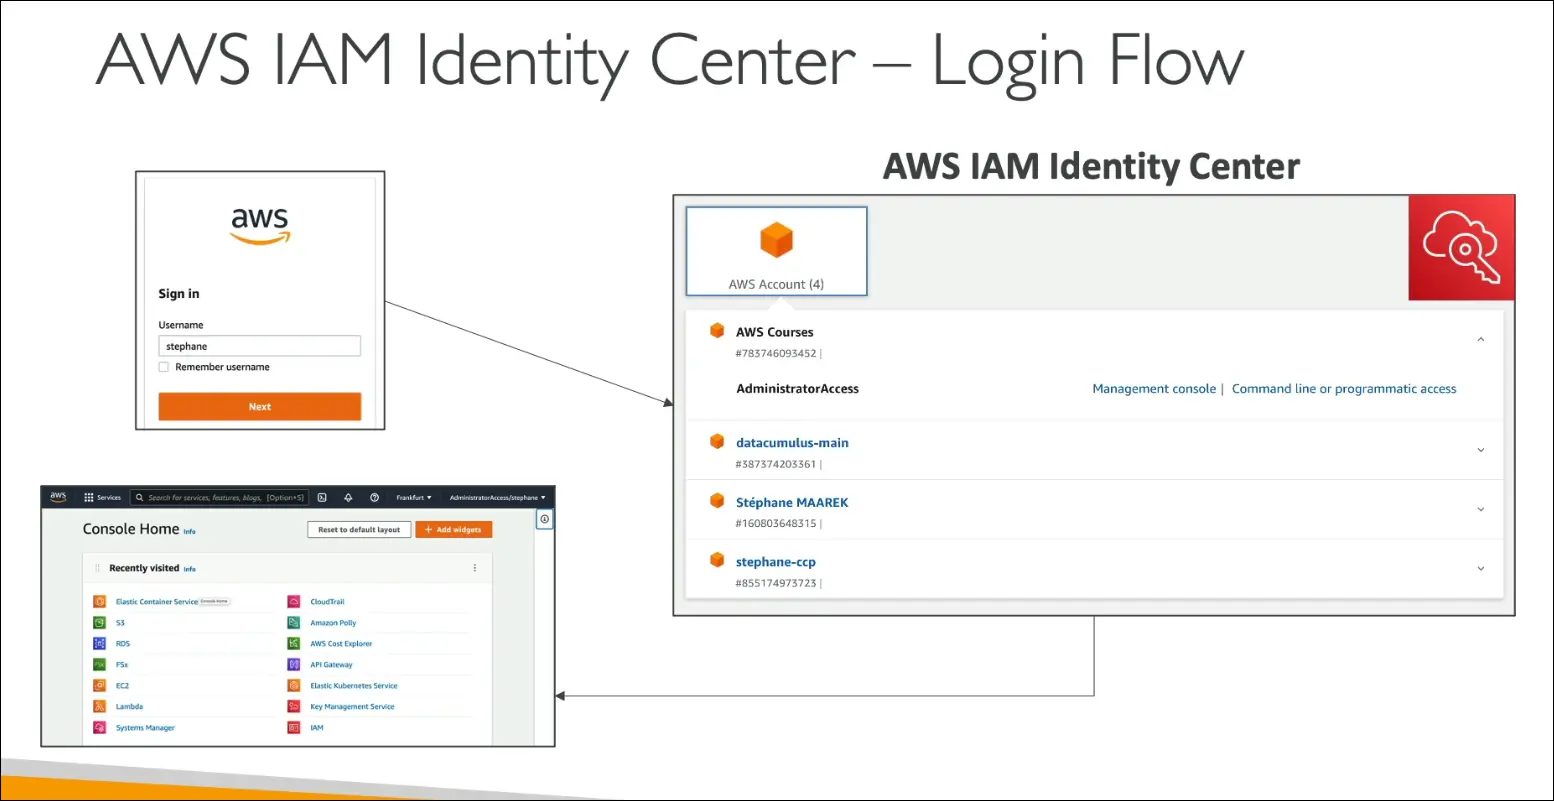 AWS IAM Identity Center – Login Flow
AWS IAM Identity Center
aws
Sign in
Username
stephane
Remember username
Next
AWS Account (4)
AWS Courses
#783746093452 |
AdministratorAccess
Management console | Command line or programmatic access
datacumulus-main
#387374203361 |
Stéphane MAAREK
#160803648315 |
stephane-ccp
#855174973723 |
aws Services Search for services, features, blogs, [Option+S] Frankfurt AdministratorAccess/stephane
Console Home Info Reset to default layout + Add widgets
Recently visited Info
Elastic Container Service Console Home
S3
RDS
FSx
EC2
Lambda
Systems Manager
CloudTrail
Amazon Polly
AWS Cost Explorer
API Gateway
Elastic Kubernetes Service
Key Management Service
IAM